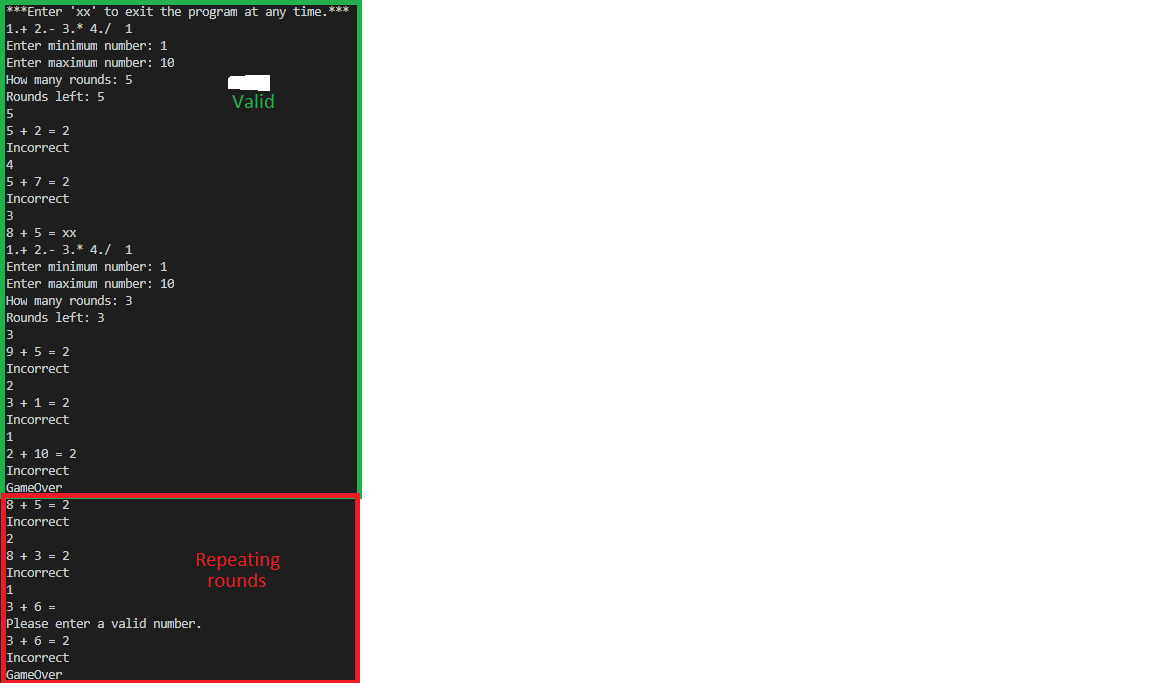 ***Enter 'xx' to exit the program at any time.***
1.+ 2.- 3.* 4./  1
Enter minimum number: 1
Enter maximum number: 10
How many rounds: 5
Rounds left: 5
Valid
5
5 + 2 = 2
Incorrect
4
5 + 7 = 2
Incorrect
3
8 + 5 = xx
1.+ 2.- 3.* 4./  1
Enter minimum number: 1
Enter maximum number: 10
How many rounds: 3
Rounds left: 3
3
9 + 5 = 2
Incorrect
2
3 + 1 = 2
Incorrect
1
2 + 10 = 2
Incorrect
GameOver
8 + 5 = 2
Incorrect
2
8 + 3 = 2
Incorrect
Repeating
rounds
1
3 + 6 =
Please enter a valid number.
3 + 6 = 2
Incorrect
GameOver